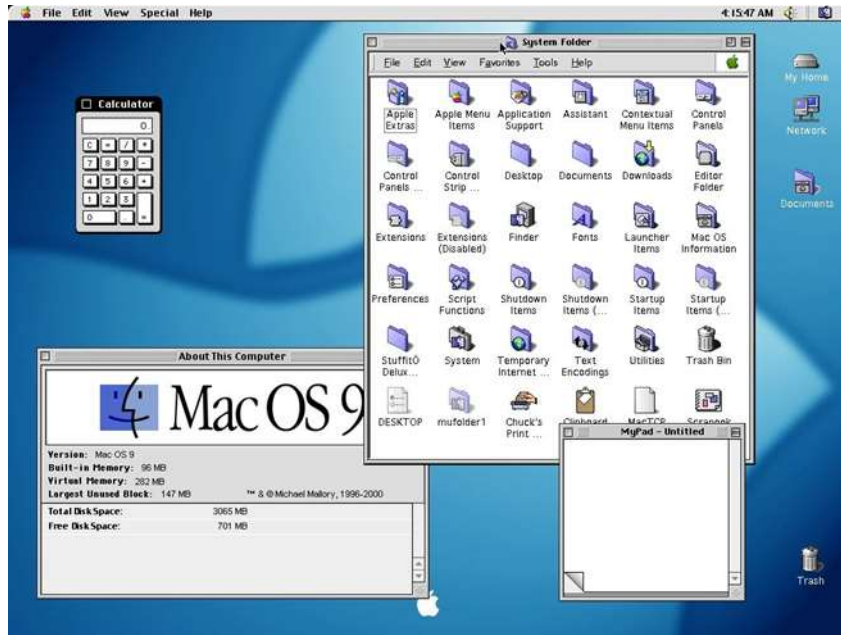 File Edit View Special Help
4:15:47 AM
Calculator
0.
C = / *
7 8 9 -
4 5 6 +
1 2 3
0 . =
System Folder
File Edit View Favorites Tools Help
Apple Extras
Apple Menu Items
Application Support
Assistant
Contextual Menu Items
Control Panels
Control Panels ...
Control Strip ...
Desktop
Documents
Downloads
Editor Folder
Extensions
Extensions (Disabled)
Finder
Fonts
Launcher Items
Mac OS Information
Preferences
Script Functions
Shutdown Items
Shutdown Items (...
Startup Items
Startup Items (...
StuffitÓ Delux...
System
Temporary Internet ...
Text Encodings
Utilities
Trash Bin
DESKTOP
mufolder1
Chuck's Print ...
Clipboard
MacTCP
Scrapook
My Home
Network
Documents
About This Computer
Mac OS 9
Version: Mac OS 9
Built-in Memory: 96 MB
Virtual Memory: 282 MB
Largest Unused Block: 147 MB ™ & © Michael Mallory, 1996-2000
Total Disk Space: 3065 MB
Free Disk Space: 701 MB
MyPad - Untitled
Trash